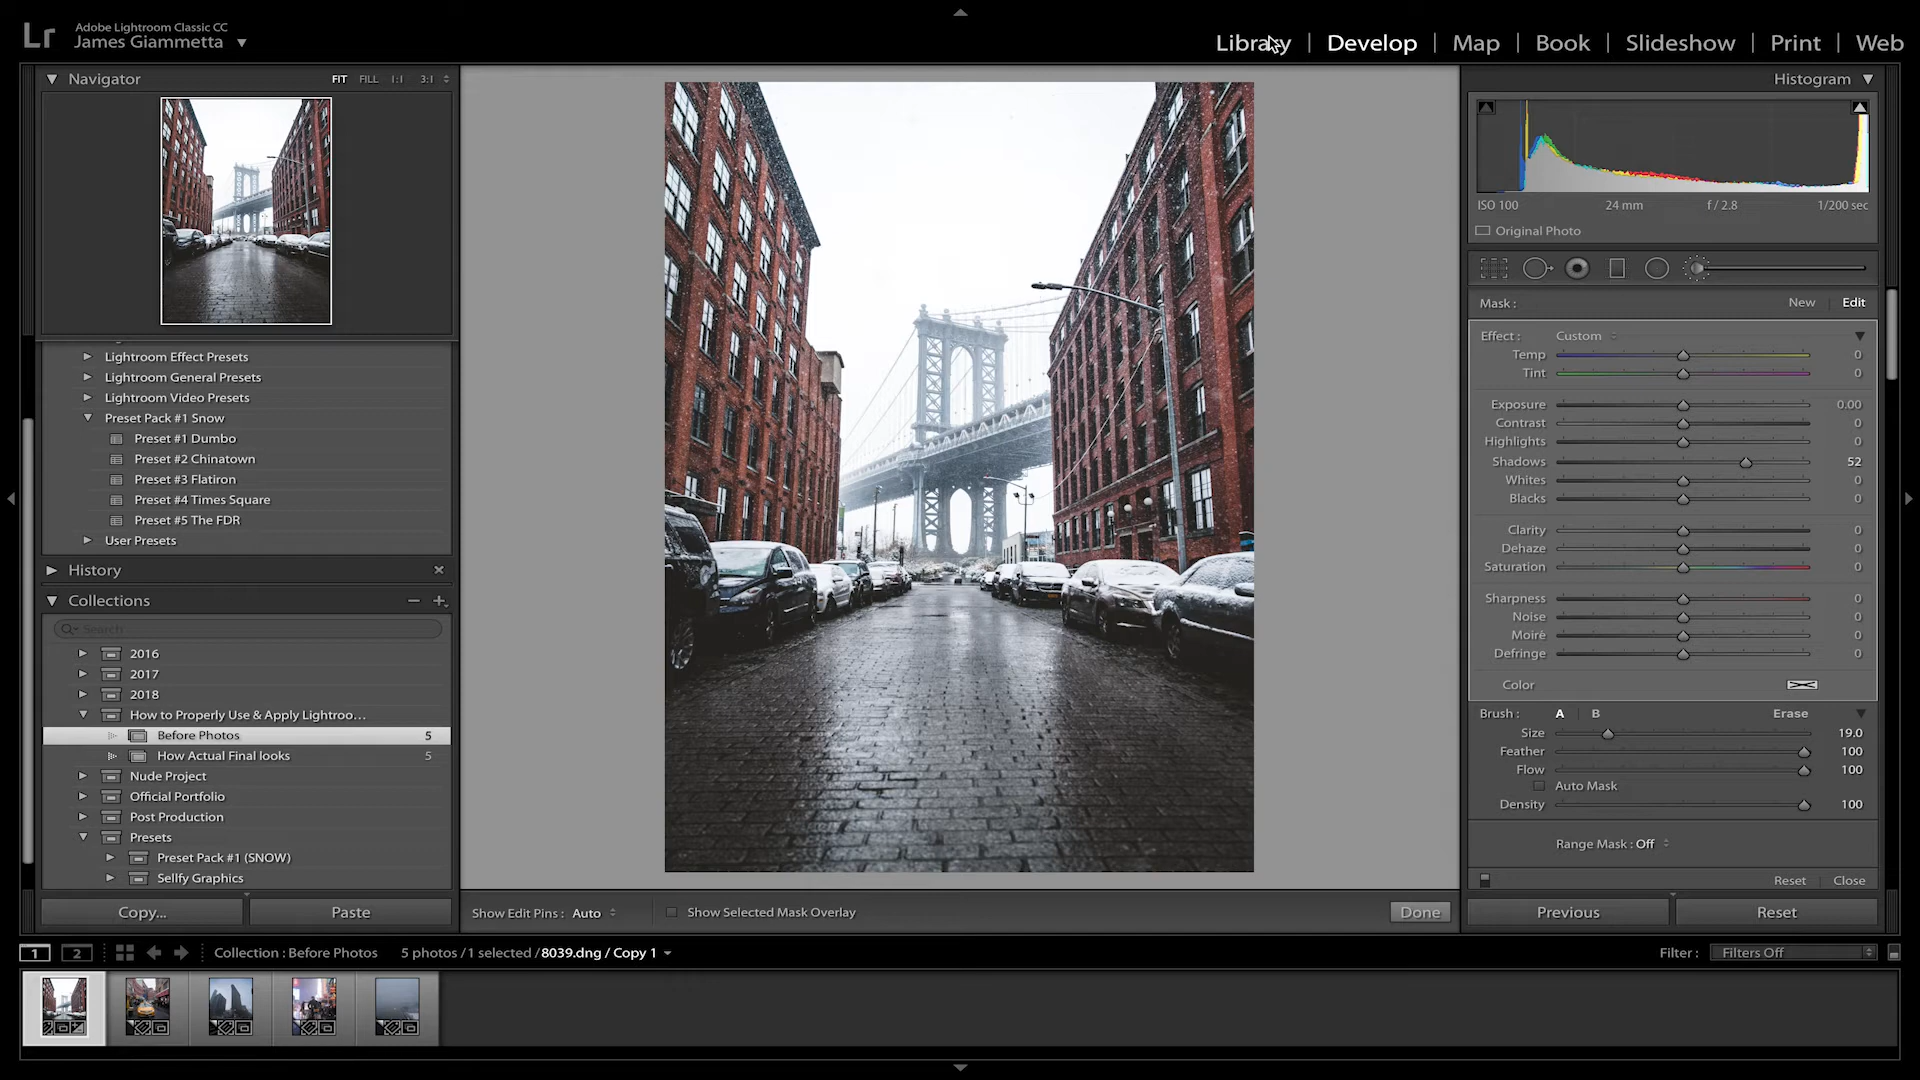 Lr
Adobe Lightroom Classic CC
James Giammetta
Library | Develop | Map | Book | Slideshow | Print | Web
Navigator
FIT FILL 1:1 3:1
Lightroom Effect Presets
Lightroom General Presets
Lightroom Video Presets
Preset Pack #1 Snow
Preset #1 Dumbo
Preset #2 Chinatown
Preset #3 Flatiron
Preset #4 Times Square
Preset #5 The FDR
User Presets
History
Collections
Search
2016
2017
2018
How to Properly Use & Apply Lightroo...
Before Photos 5
How Actual Final looks 5
Nude Project
Official Portfolio
Post Production
Presets
Preset Pack #1 (SNOW)
Sellfy Graphics
Copy... Paste
Show Edit Pins : Auto
Show Selected Mask Overlay
Done
Histogram
ISO 100 24 mm f / 2.8 1/200 sec
Original Photo
Mask : New Edit
Effect : Custom
Temp 0
Tint 0
Exposure 0.00
Contrast 0
Highlights 0
Shadows 52
Whites 0
Blacks 0
Clarity 0
Dehaze 0
Saturation 0
Sharpness 0
Noise 0
Moiré 0
Defringe 0
Color
Brush : A B Erase
Size 19.0
Feather 100
Flow 100
Auto Mask
Density 100
Range Mask : Off
Reset Close
Previous Reset
1 2
Collection : Before Photos
5 photos / 1 selected / 8039.dng / Copy 1
Filter : Filters Off